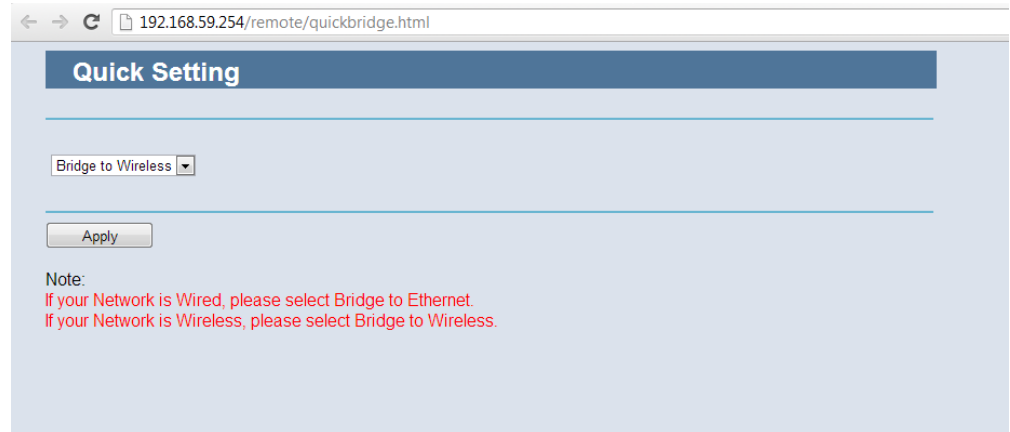 192.168.59.254/remote/quickbridge.html
Quick Setting
Bridge to Wireless
Apply
Note:
If your Network is Wired, please select Bridge to Ethernet.
If your Network is Wireless, please select Bridge to Wireless.